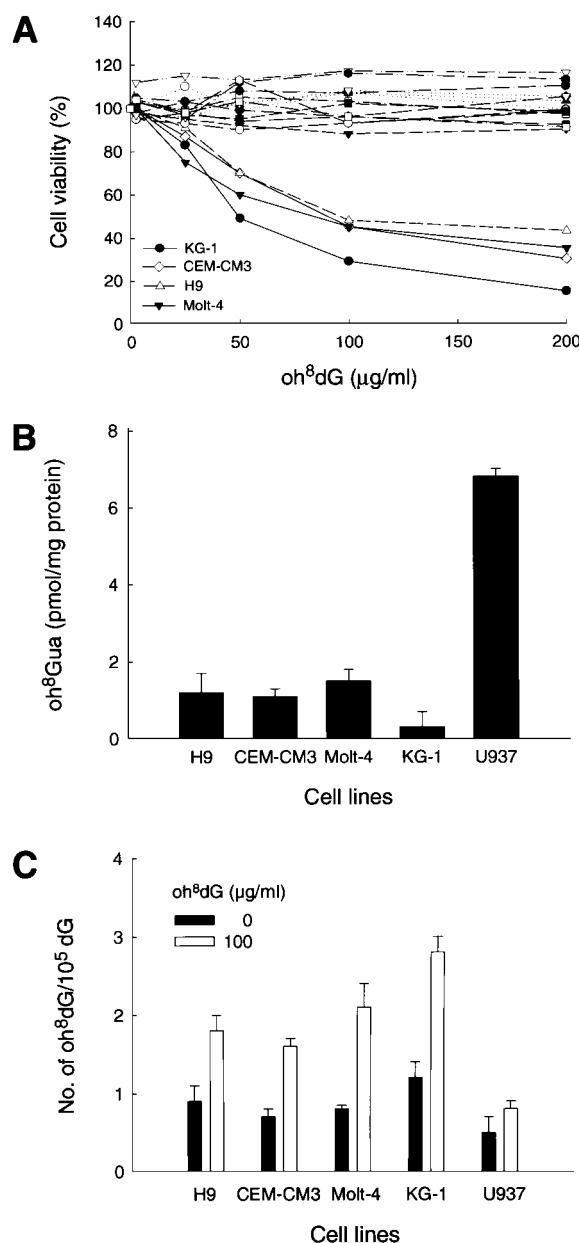 A
Cell viability (%)
140
120
100
80
60
40
20
0
KG-1
CEM-CM3
H9
Molt-4
0
50
100
150
200
oh⁸dG (μg/ml)
B
oh⁸Gua (pmol/mg protein)
8
6
4
2
0
H9 CEM-CM3 Molt-4 KG-1 U937
Cell lines
C
No. of oh⁸dG/10⁵ dG
4
3
2
1
0
oh⁸dG (μg/ml)
0
100
H9 CEM-CM3 Molt-4 KG-1 U937
Cell lines